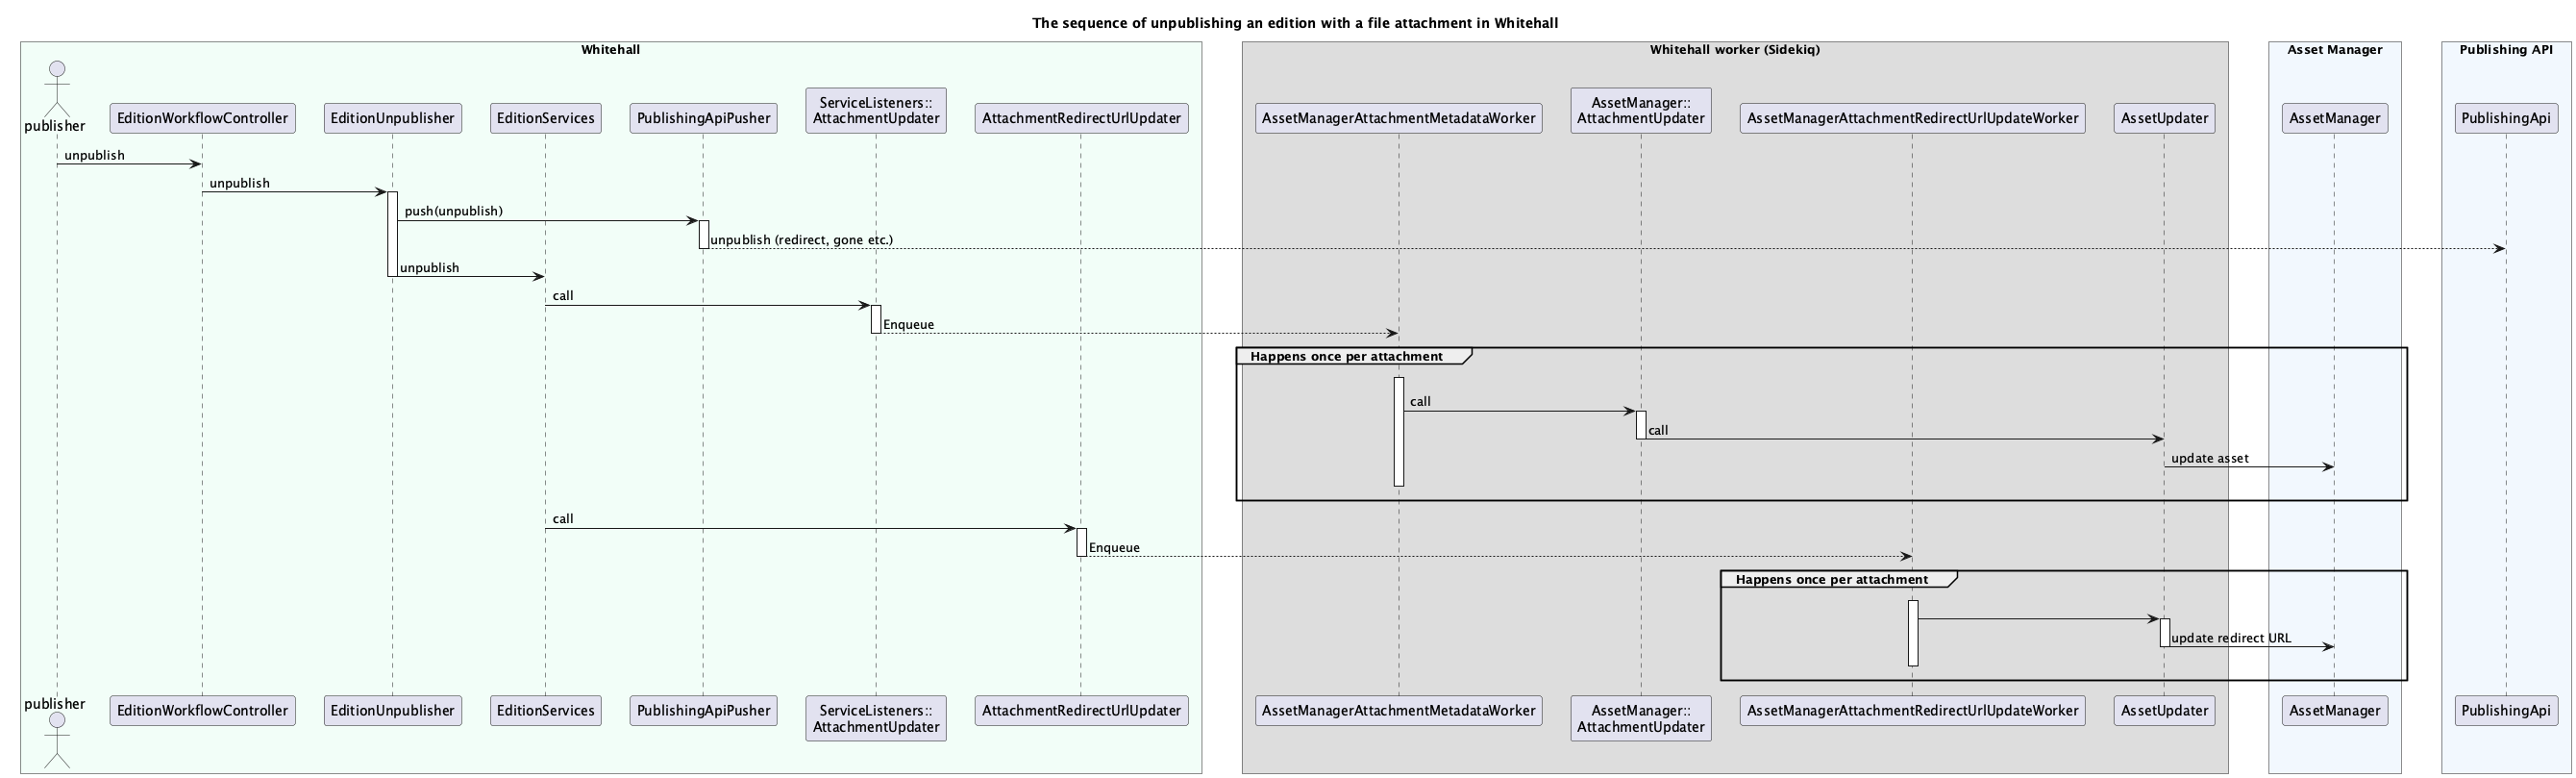 The sequence of unpublishing an edition with a file attachment in Whitehall
Whitehall
Whitehall worker (Sidekiq)
Asset Manager
Publishing API
publisher
EditionWorkflowController
EditionUnpublisher
EditionServices
PublishingApiPusher
ServiceListeners::
AttachmentUpdater
AttachmentRedirectUrlUpdater
AssetManagerAttachmentMetadataWorker
AssetManager::
AttachmentUpdater
AssetManagerAttachmentRedirectUrlUpdateWorker
AssetUpdater
AssetManager
PublishingApi
unpublish
unpublish
push(unpublish)
unpublish (redirect, gone etc.)
unpublish
call
Enqueue
Happens once per attachment
call
call
update asset
call
Enqueue
Happens once per attachment
update redirect URL
publisher
EditionWorkflowController
EditionUnpublisher
EditionServices
PublishingApiPusher
ServiceListeners::
AttachmentUpdater
AttachmentRedirectUrlUpdater
AssetManagerAttachmentMetadataWorker
AssetManager::
AttachmentUpdater
AssetManagerAttachmentRedirectUrlUpdateWorker
AssetUpdater
AssetManager
PublishingApi